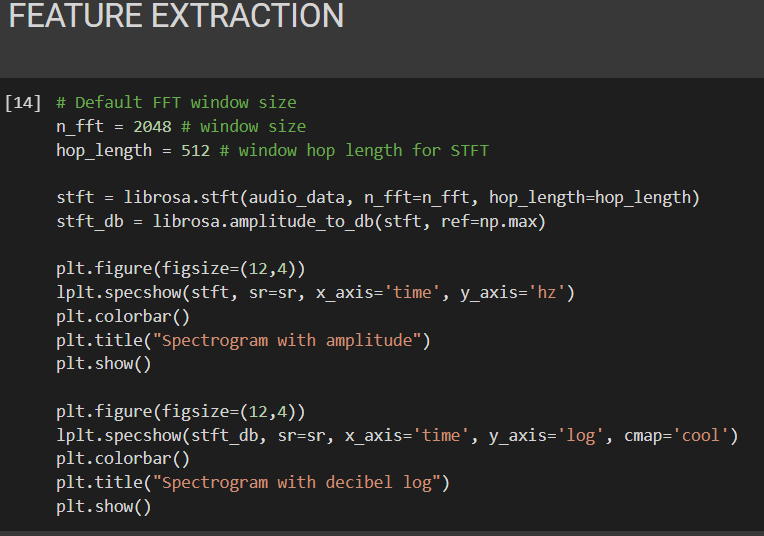 FEATURE EXTRACTION
[14] # Default FFT window size
n_fft = 2048 # window size
hop_length = 512 # window hop length for STFT
stft = librosa.stft(audio_data, n_fft=n_fft, hop_length=hop_length)
stft_db = librosa.amplitude_to_db(stft, ref=np.max)
plt.figure(figsize=(12,4))
lplt.specshow(stft, sr=sr, x_axis='time', y_axis='hz')
plt.colorbar()
plt.title("Spectrogram with amplitude")
plt.show()
plt.figure(figsize=(12,4))
lplt.specshow(stft_db, sr=sr, x_axis='time', y_axis='log', cmap='cool')
plt.colorbar()
plt.title("Spectrogram with decibel log")
plt.show()